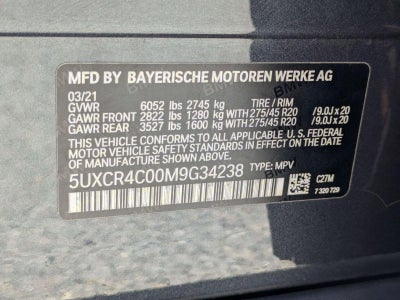 MFD BY BAYERISCHE MOTOREN WERKE AG
03/21
GVWR 6052 lbs 2745 kg TIRE / RIM
GAWR FRONT 2822 lbs 1280 kg WITH 275/45 R20 /9.0J x 20
GAWR REAR 3527 lbs 1600 kg WITH 275/45 R20 /9.0J x 20
THIS VEHICLE CONFORMS TO ALL APPLICABLE
U.S. FEDERAL MOTOR VEHICLE SAFETY
STANDARDS IN EFFECT ON THE DATE OF
MANUFACTURE SHOWN ABOVE.
5UXCR4C00M9G34238 TYPE: MPV
C27M
7 320 729